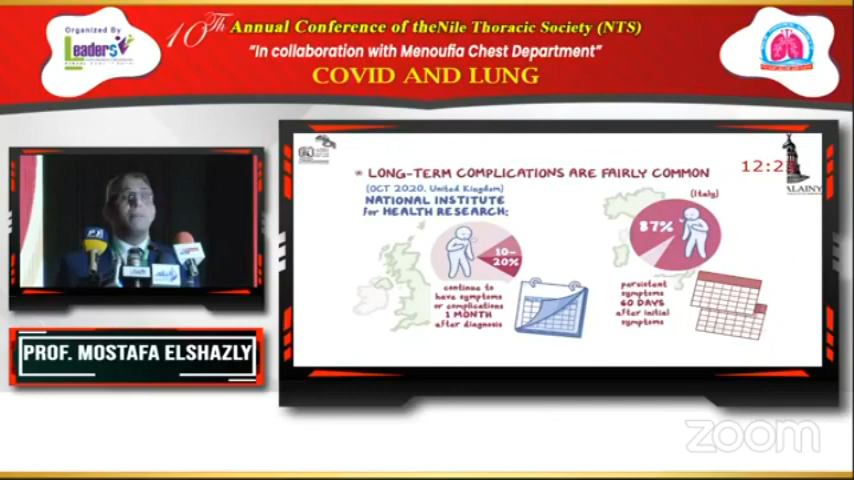 Organized By
Leaders
10Th Annual Conference of theNile Thoracic Society (NTS)
"In collaboration with Menoufia Chest Department"
COVID AND LUNG
* LONG-TERM COMPLICATIONS ARE FAIRLY COMMON
12:2
ALAINY
(OCT 2020, United Kingdom)
NATIONAL INSTITUTE
for HEALTH RESEARCH:
10-
20%
continue to
have symptoms
or complications
1 MONTH
after diagnosis
(Italy)
87%
persistent
symptoms
60 DAYS
after initial
symptoms
PROF. MOSTAFA ELSHAZLY
zoom